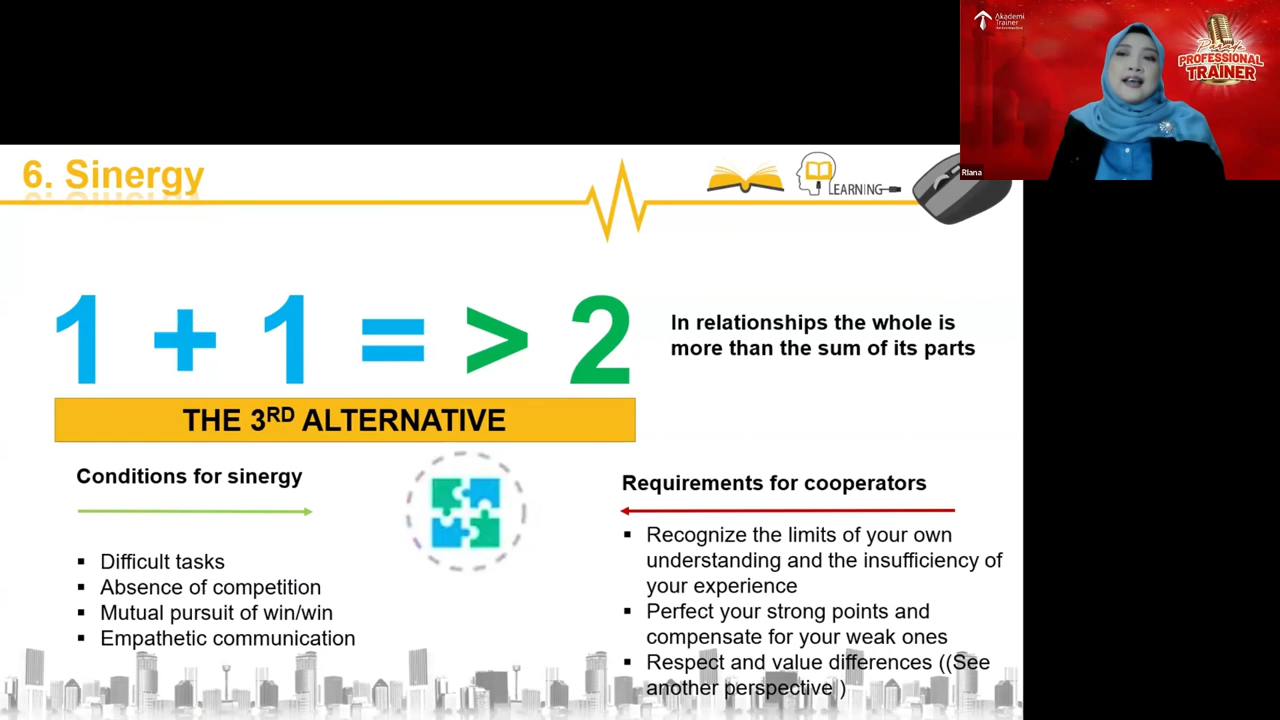 Akademi
Trainer
Perak
PROFESSIONAL
TRAINER
Riana
6. Sinergy
LEARNING
1 + 1 = > 2
In relationships the whole is
more than the sum of its parts
THE 3RD ALTERNATIVE
Conditions for sinergy
▪ Difficult tasks
▪ Absence of competition
▪ Mutual pursuit of win/win
▪ Empathetic communication
Requirements for cooperators
▪ Recognize the limits of your own
understanding and the insufficiency of
your experience
▪ Perfect your strong points and
compensate for your weak ones
▪ Respect and value differences ((See
another perspective )